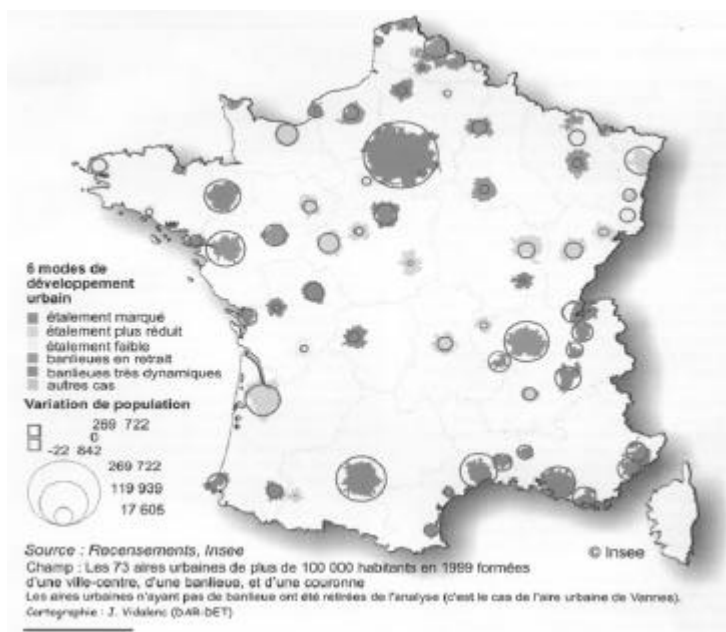 6 modes de
développement
urbain
étalement marqué
étalement plus réduit
étalement faible
banlieues en retrait
banlieues très dynamiques
autres cas
Variation de population
269 722
0
-22 842
269 722
119 939
17 605
Source : Recensements, Insee
© Insee
Champ : Les 73 aires urbaines de plus de 100 000 habitants en 1999 formées
d'une ville-centre, d'une banlieue, et d'une couronne
Les aires urbaines n'ayant pas de banlieue ont été retirées de l'analyse (c'est le cas de l'aire urbaine de Vannes).
Cartographie : J. Vidalenc (DAR-DET)